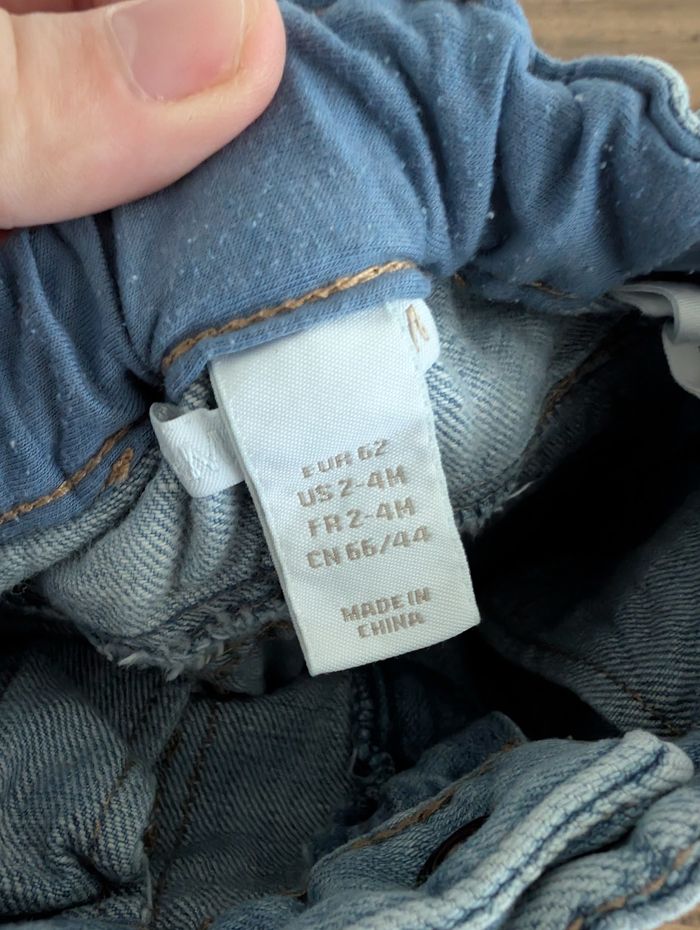 EUR 62
US 2-4M
FR 2-4M
CN 66/44
MADE IN
CHINA